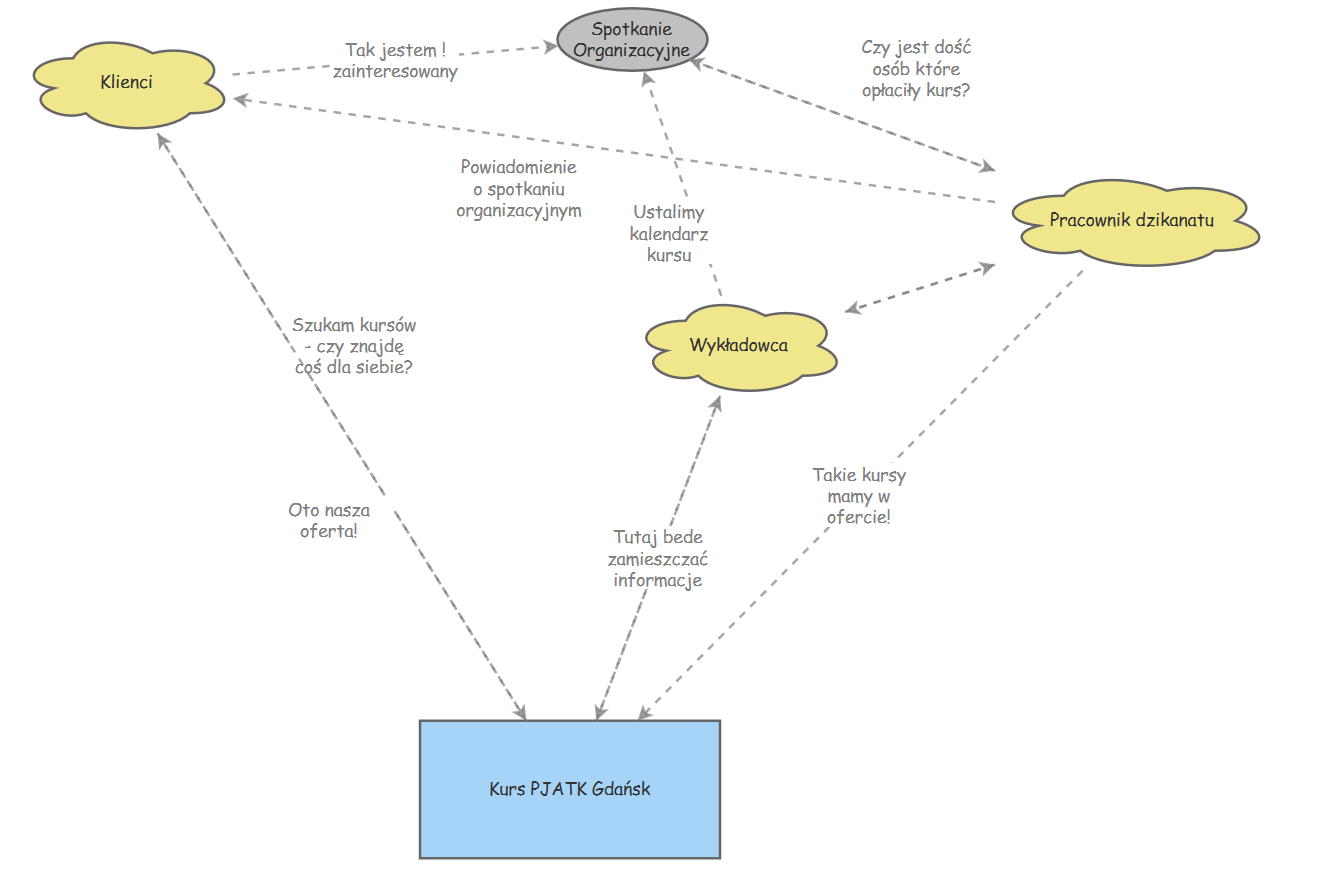 Spotkanie
Organizacyjne
Tak jestem !
zainteresowany
Czy jest dość
osób które
opłaciły kurs?
Klienci
Powiadomienie
o spotkaniu
organizacyjnym
Ustalimy
kalendarz
kursu
Pracownik dzikanatu
Wykładowca
Szukam kursów
- czy znajdę
coś dla siebie?
Takie kursy
mamy w
ofercie!
Oto nasza
oferta!
Tutaj bede
zamieszczać
informacje
Kurs PJATK Gdańsk